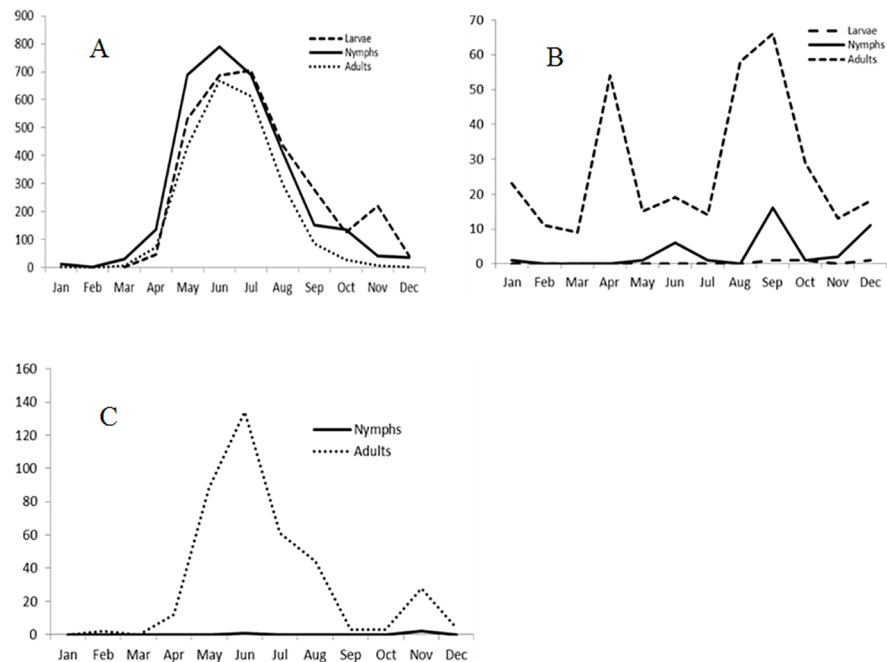 A
Larvae
Nymphs
Adults
900
800
700
600
500
400
300
200
100
0
Jan Feb Mar Apr May Jun Jul Aug Sep Oct Nov Dec
B
Larvae
Nymphs
Adults
70
60
50
40
30
20
10
0
Jan Feb Mar Apr May Jun Jul Aug Sep Oct Nov Dec
C
Nymphs
Adults
160
140
120
100
80
60
40
20
0
Jan Feb Mar Apr May Jun Jul Aug Sep Oct Nov Dec